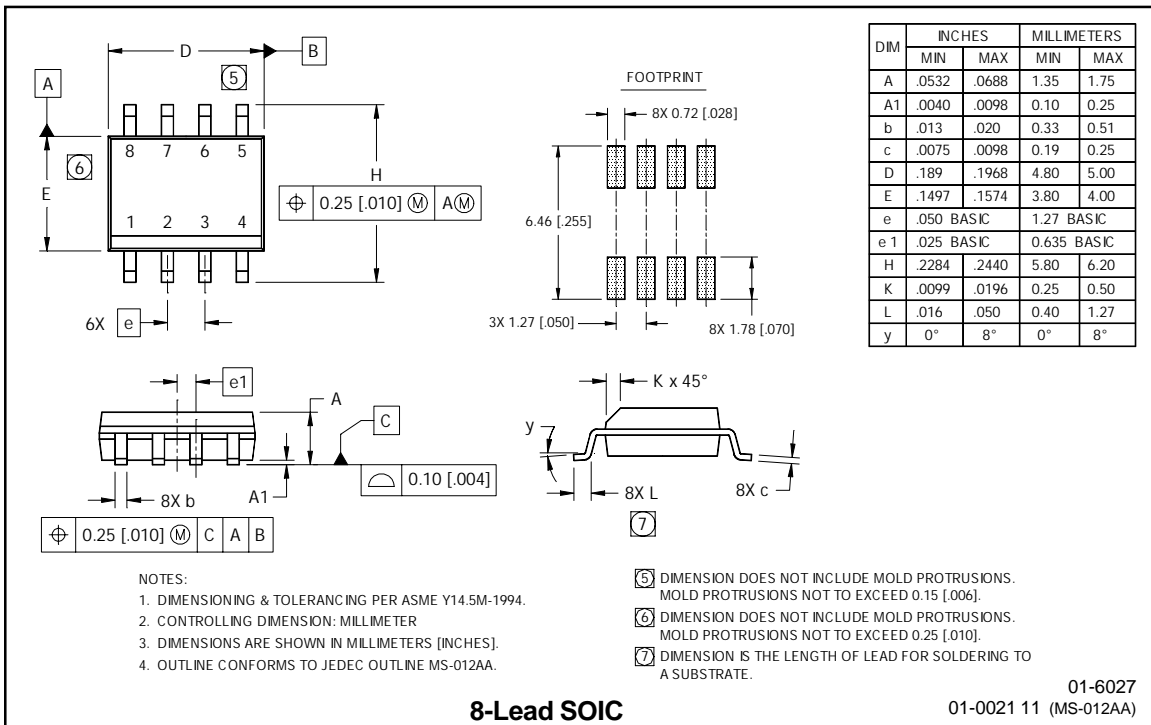 D
B
5
A
8 7 6 5
6
E
H
1 2 3 4
0.25 [.010] Ⓜ A Ⓜ
6X e
FOOTPRINT
8X 0.72 [.028]
6.46 [.255]
3X 1.27 [.050]
8X 1.78 [.070]
DIM INCHES MILLIMETERS
MIN MAX MIN MAX
A .0532 .0688 1.35 1.75
A1 .0040 .0098 0.10 0.25
b .013 .020 0.33 0.51
c .0075 .0098 0.19 0.25
D .189 .1968 4.80 5.00
E .1497 .1574 3.80 4.00
e .050 BASIC 1.27 BASIC
e 1 .025 BASIC 0.635 BASIC
H .2284 .2440 5.80 6.20
K .0099 .0196 0.25 0.50
L .016 .050 0.40 1.27
y 0° 8° 0° 8°
e1
A
C
0.10 [.004]
8X b
A1
0.25 [.010] Ⓜ C A B
K x 45°
y
8X L
8X c
7
NOTES:
1. DIMENSIONING & TOLERANCING PER ASME Y14.5M-1994.
2. CONTROLLING DIMENSION: MILLIMETER
3. DIMENSIONS ARE SHOWN IN MILLIMETERS [INCHES].
4. OUTLINE CONFORMS TO JEDEC OUTLINE MS-012AA.
5 DIMENSION DOES NOT INCLUDE MOLD PROTRUSIONS.
MOLD PROTRUSIONS NOT TO EXCEED 0.15 [.006].
6 DIMENSION DOES NOT INCLUDE MOLD PROTRUSIONS.
MOLD PROTRUSIONS NOT TO EXCEED 0.25 [.010].
7 DIMENSION IS THE LENGTH OF LEAD FOR SOLDERING TO
A SUBSTRATE.
8-Lead SOIC
01-6027
01-0021 11 (MS-012AA)